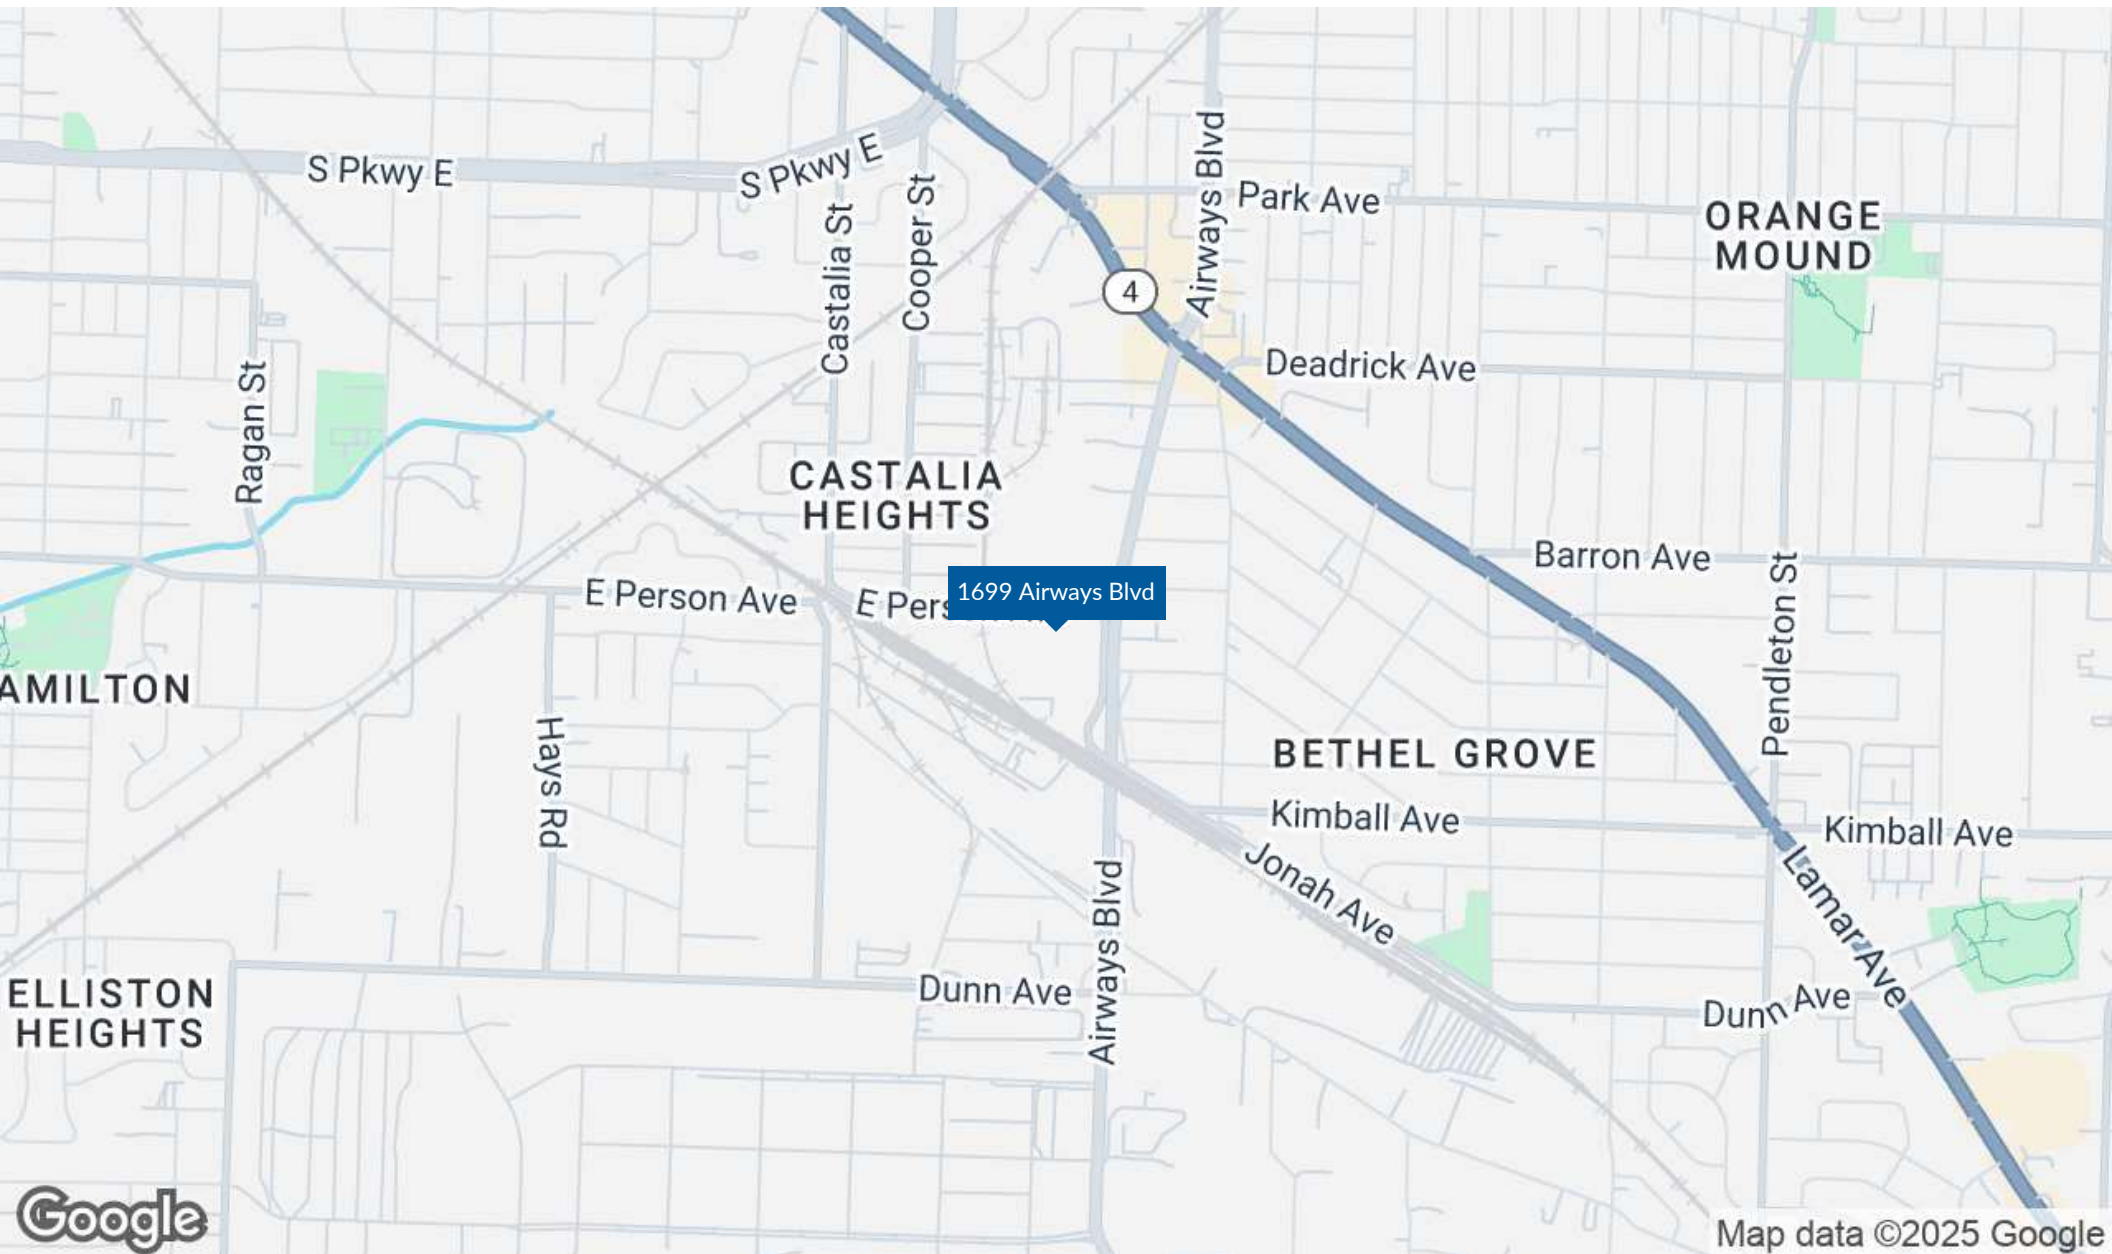 S Pkwy E
S Pkwy E
Castalia St
Cooper St
Airways Blvd
Park Ave
ORANGE
MOUND
4
Deadrick Ave
Ragan St
CASTALIA
HEIGHTS
Barron Ave
E Person Ave
E Pers
1699 Airways Blvd
Pendleton St
AMILTON
Hays Rd
BETHEL GROVE
Kimball Ave
Kimball Ave
Jonah Ave
Lamar Ave
Airways Blvd
ELLISTON
HEIGHTS
Dunn Ave
Dunn Ave
Google
Map data ©2025 Google